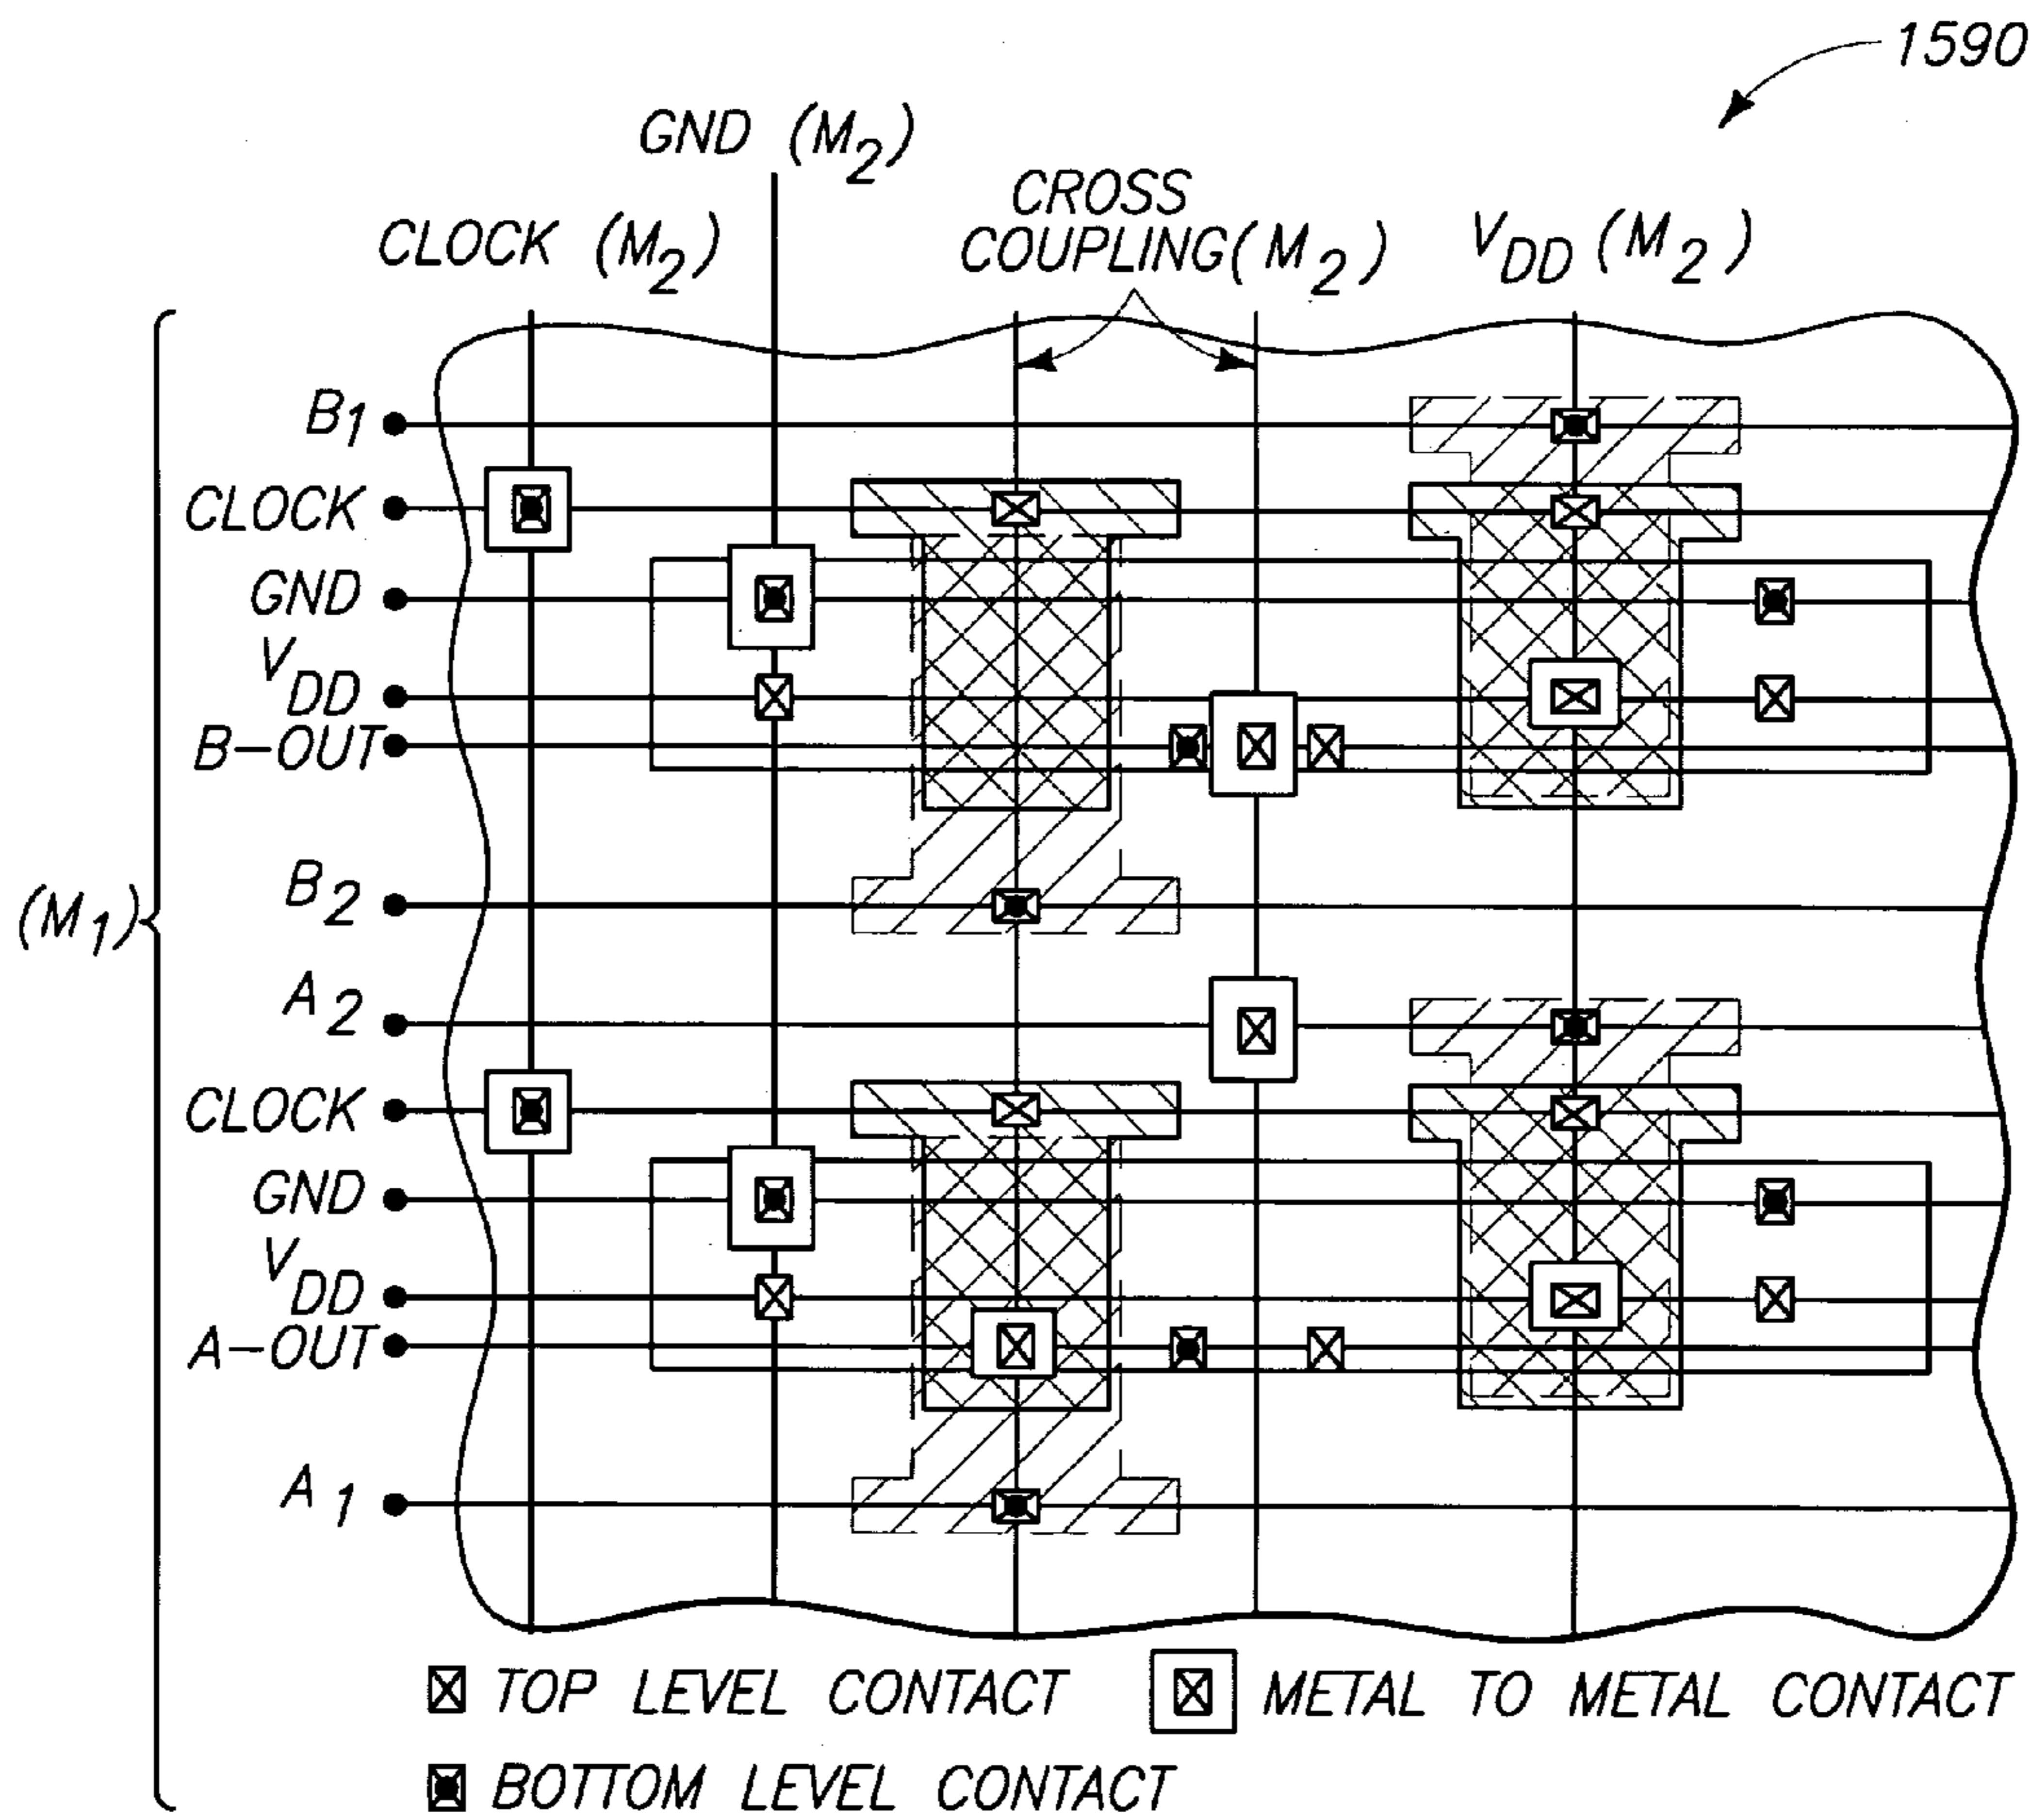 1590
GND (M2)
CROSS
COUPLING (M2)
CLOCK (M2)
VDD (M2)
B1
CLOCK
GND
VDD
B-OUT
B2
(M1)
A2
CLOCK
GND
VDD
A-OUT
A1
TOP LEVEL CONTACT
METAL TO METAL CONTACT
BOTTOM LEVEL CONTACT